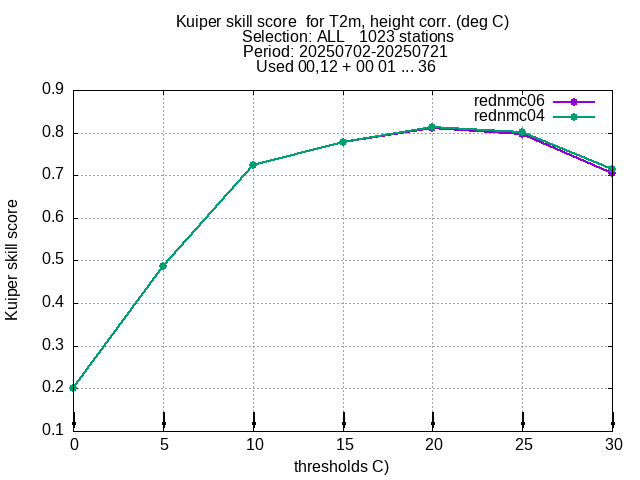 Kuiper skill score  for T2m, height corr. (deg C)
Selection: ALL   1023 stations
Period: 20250702-20250721
Used 00,12 + 00 01 ... 36
rednmc06
rednmc04
Kuiper skill score
0.9
0.8
0.7
0.6
0.5
0.4
0.3
0.2
0.1
0 5 10 15 20 25 30
thresholds C)